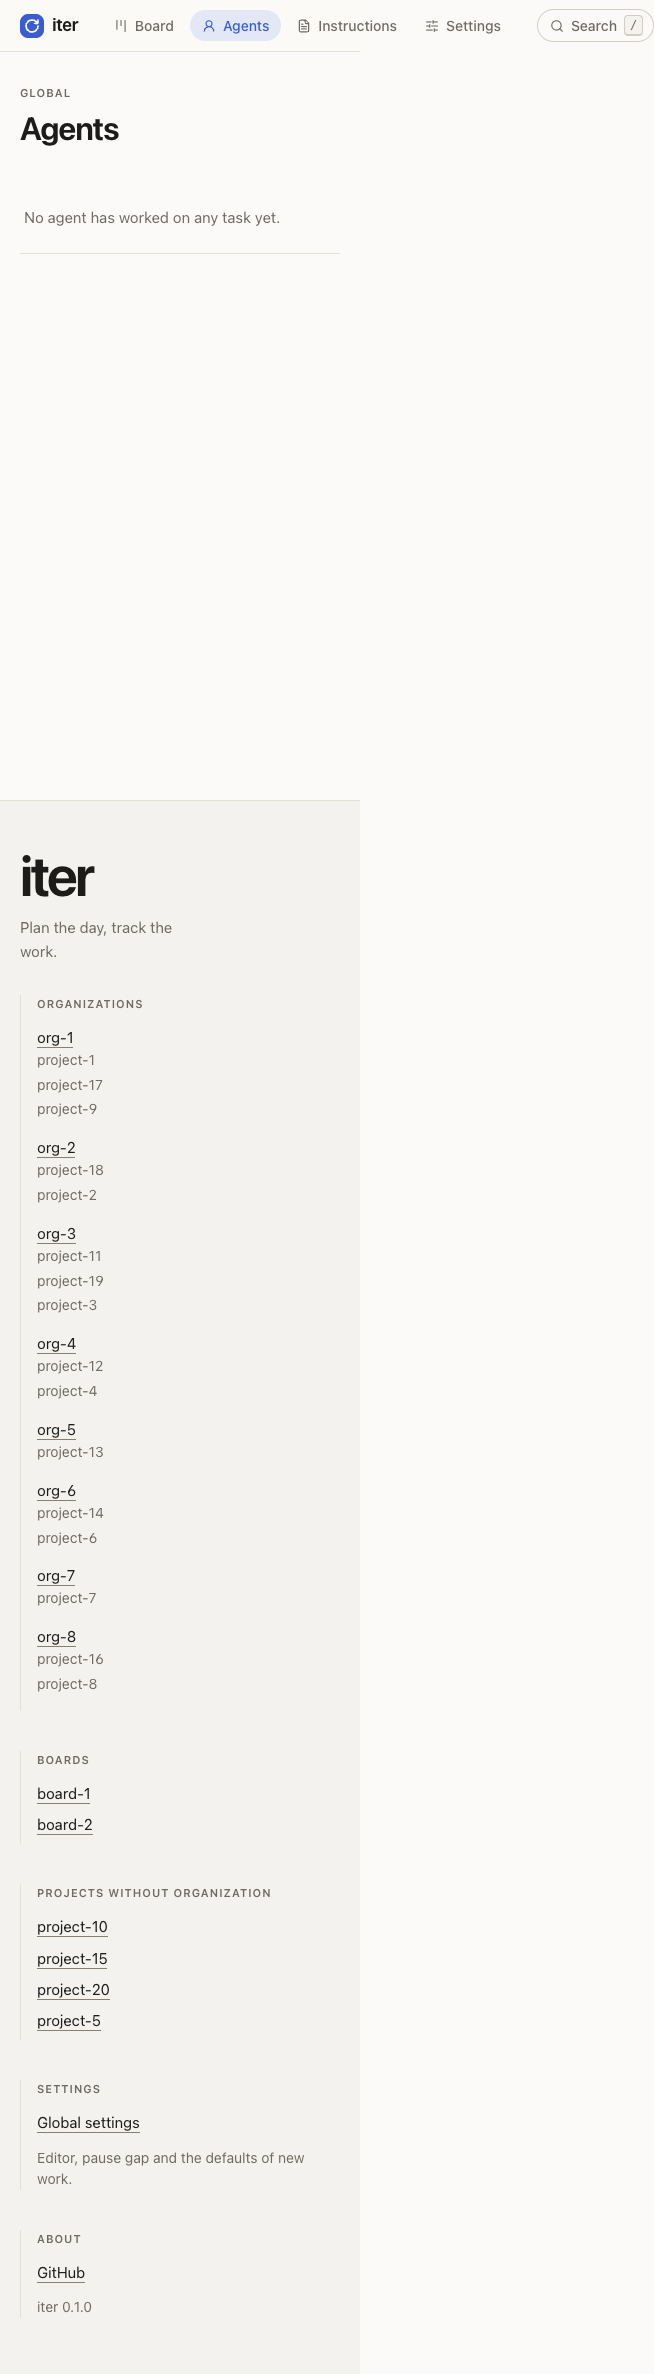 iter Board Agents Instructions Settings Search /
GLOBAL
Agents
No agent has worked on any task yet.
iter
Plan the day, track the
work.
ORGANIZATIONS
org-1
project-1
project-17
project-9
org-2
project-18
project-2
org-3
project-11
project-19
project-3
org-4
project-12
project-4
org-5
project-13
org-6
project-14
project-6
org-7
project-7
org-8
project-16
project-8
BOARDS
board-1
board-2
PROJECTS WITHOUT ORGANIZATION
project-10
project-15
project-20
project-5
SETTINGS
Global settings
Editor, pause gap and the defaults of new
work.
ABOUT
GitHub
iter 0.1.0